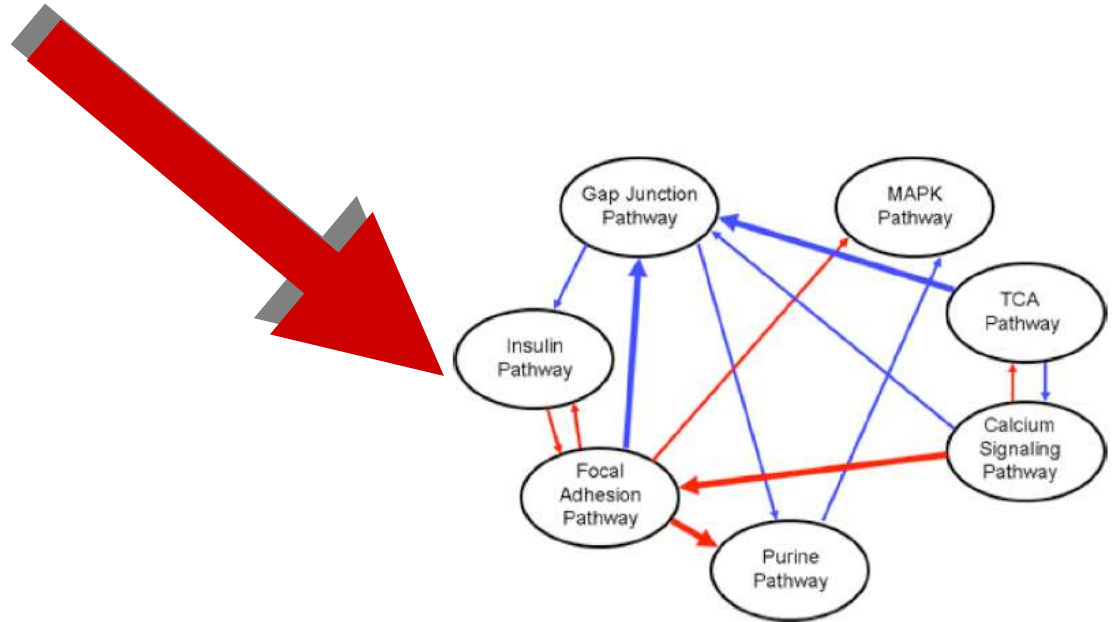 Gap Junction
Pathway
MAPK
Pathway
TCA
Pathway
Insulin
Pathway
Calcium
Signaling
Pathway
Focal
Adhesion
Pathway
Purine
Pathway